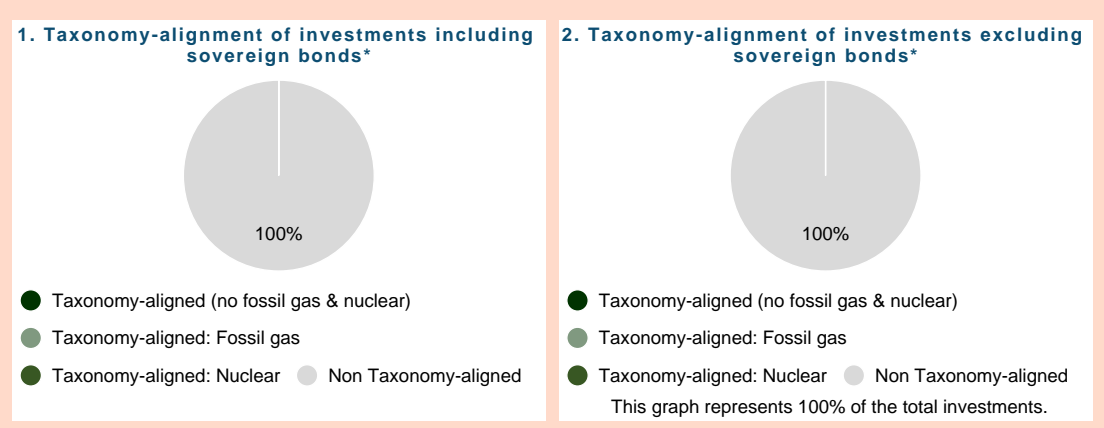 1. Taxonomy-alignment of investments including
sovereign bonds*
100%
Taxonomy-aligned (no fossil gas & nuclear)
Taxonomy-aligned: Fossil gas
Taxonomy-aligned: Nuclear
Non Taxonomy-aligned
2. Taxonomy-alignment of investments excluding
sovereign bonds*
100%
Taxonomy-aligned (no fossil gas & nuclear)
Taxonomy-aligned: Fossil gas
Taxonomy-aligned: Nuclear
Non Taxonomy-aligned
This graph represents 100% of the total investments.